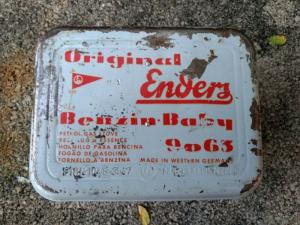 Original
Enders
Benzin-Baby
9063
PETROL GAS STOVE
RECHAUD A ESSENCE
HORNILLO PARA BENCINA
FOGÃO DE GASOLINA
FORNELLO A BENZINA
MADE IN WESTERN GERMANY